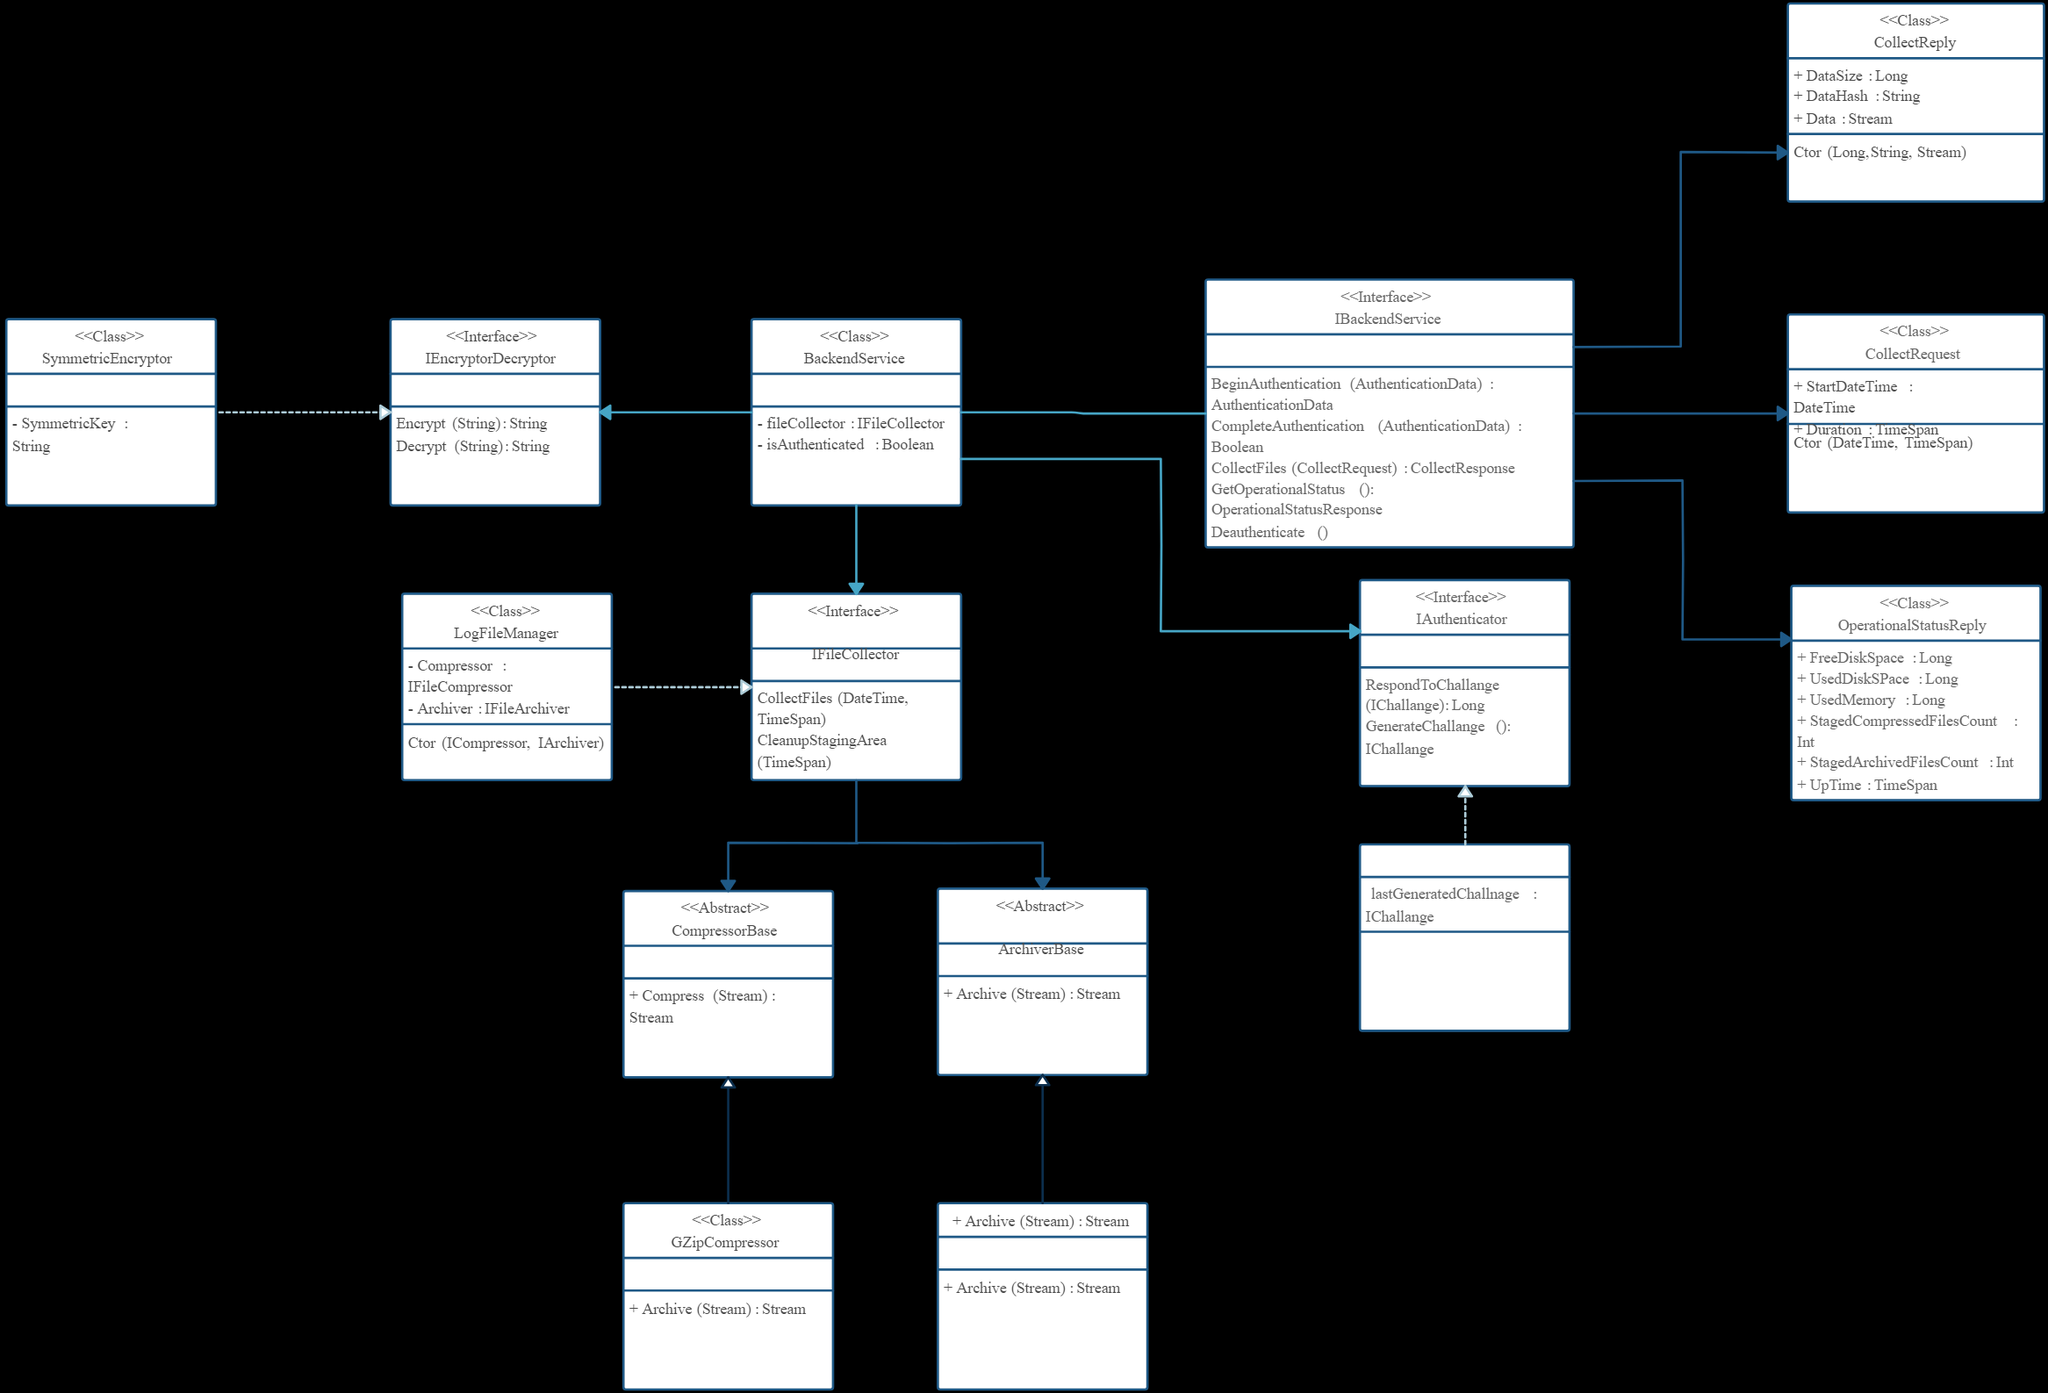 <<Class>>
CollectReply
+ DataSize : Long
+ DataHash : String
+ Data : Stream
Ctor (Long,String, Stream)
<<Interface>>
IBackendService
BeginAuthentication (AuthenticationData) :
AuthenticationData
CompleteAuthentication (AuthenticationData) :
Boolean
CollectFiles (CollectRequest) : CollectResponse
GetOperationalStatus ():
OperationalStatusResponse
Deauthenticate ()
<<Class>>
CollectRequest
+ StartDateTime :
DateTime
+ Duration : TimeSpan
Ctor (DateTime, TimeSpan)
<<Class>>
SymmetricEncryptor
- SymmetricKey :
String
<<Interface>>
IEncryptorDecryptor
Encrypt (String): String
Decrypt (String): String
<<Class>>
BackendService
- fileCollector : IFileCollector
- isAuthenticated : Boolean
<<Class>>
LogFileManager
- Compressor :
IFileCompressor
- Archiver : IFileArchiver
Ctor (ICompressor, IArchiver)
<<Interface>>
IFileCollector
CollectFiles (DateTime,
TimeSpan)
CleanupStagingArea
(TimeSpan)
<<Interface>>
IAuthenticator
RespondToChallange
(IChallange): Long
GenerateChallange ():
IChallange
<<Class>>
OperationalStatusReply
+ FreeDiskSpace : Long
+ UsedDiskSPace : Long
+ UsedMemory : Long
+ StagedCompressedFilesCount :
Int
+ StagedArchivedFilesCount : Int
+ UpTime : TimeSpan
lastGeneratedChallnage :
IChallange
<<Abstract>>
CompressorBase
+ Compress (Stream) :
Stream
<<Abstract>>
ArchiverBase
+ Archive (Stream) : Stream
<<Class>>
GZipCompressor
+ Archive (Stream) : Stream
+ Archive (Stream) : Stream
+ Archive (Stream) : Stream